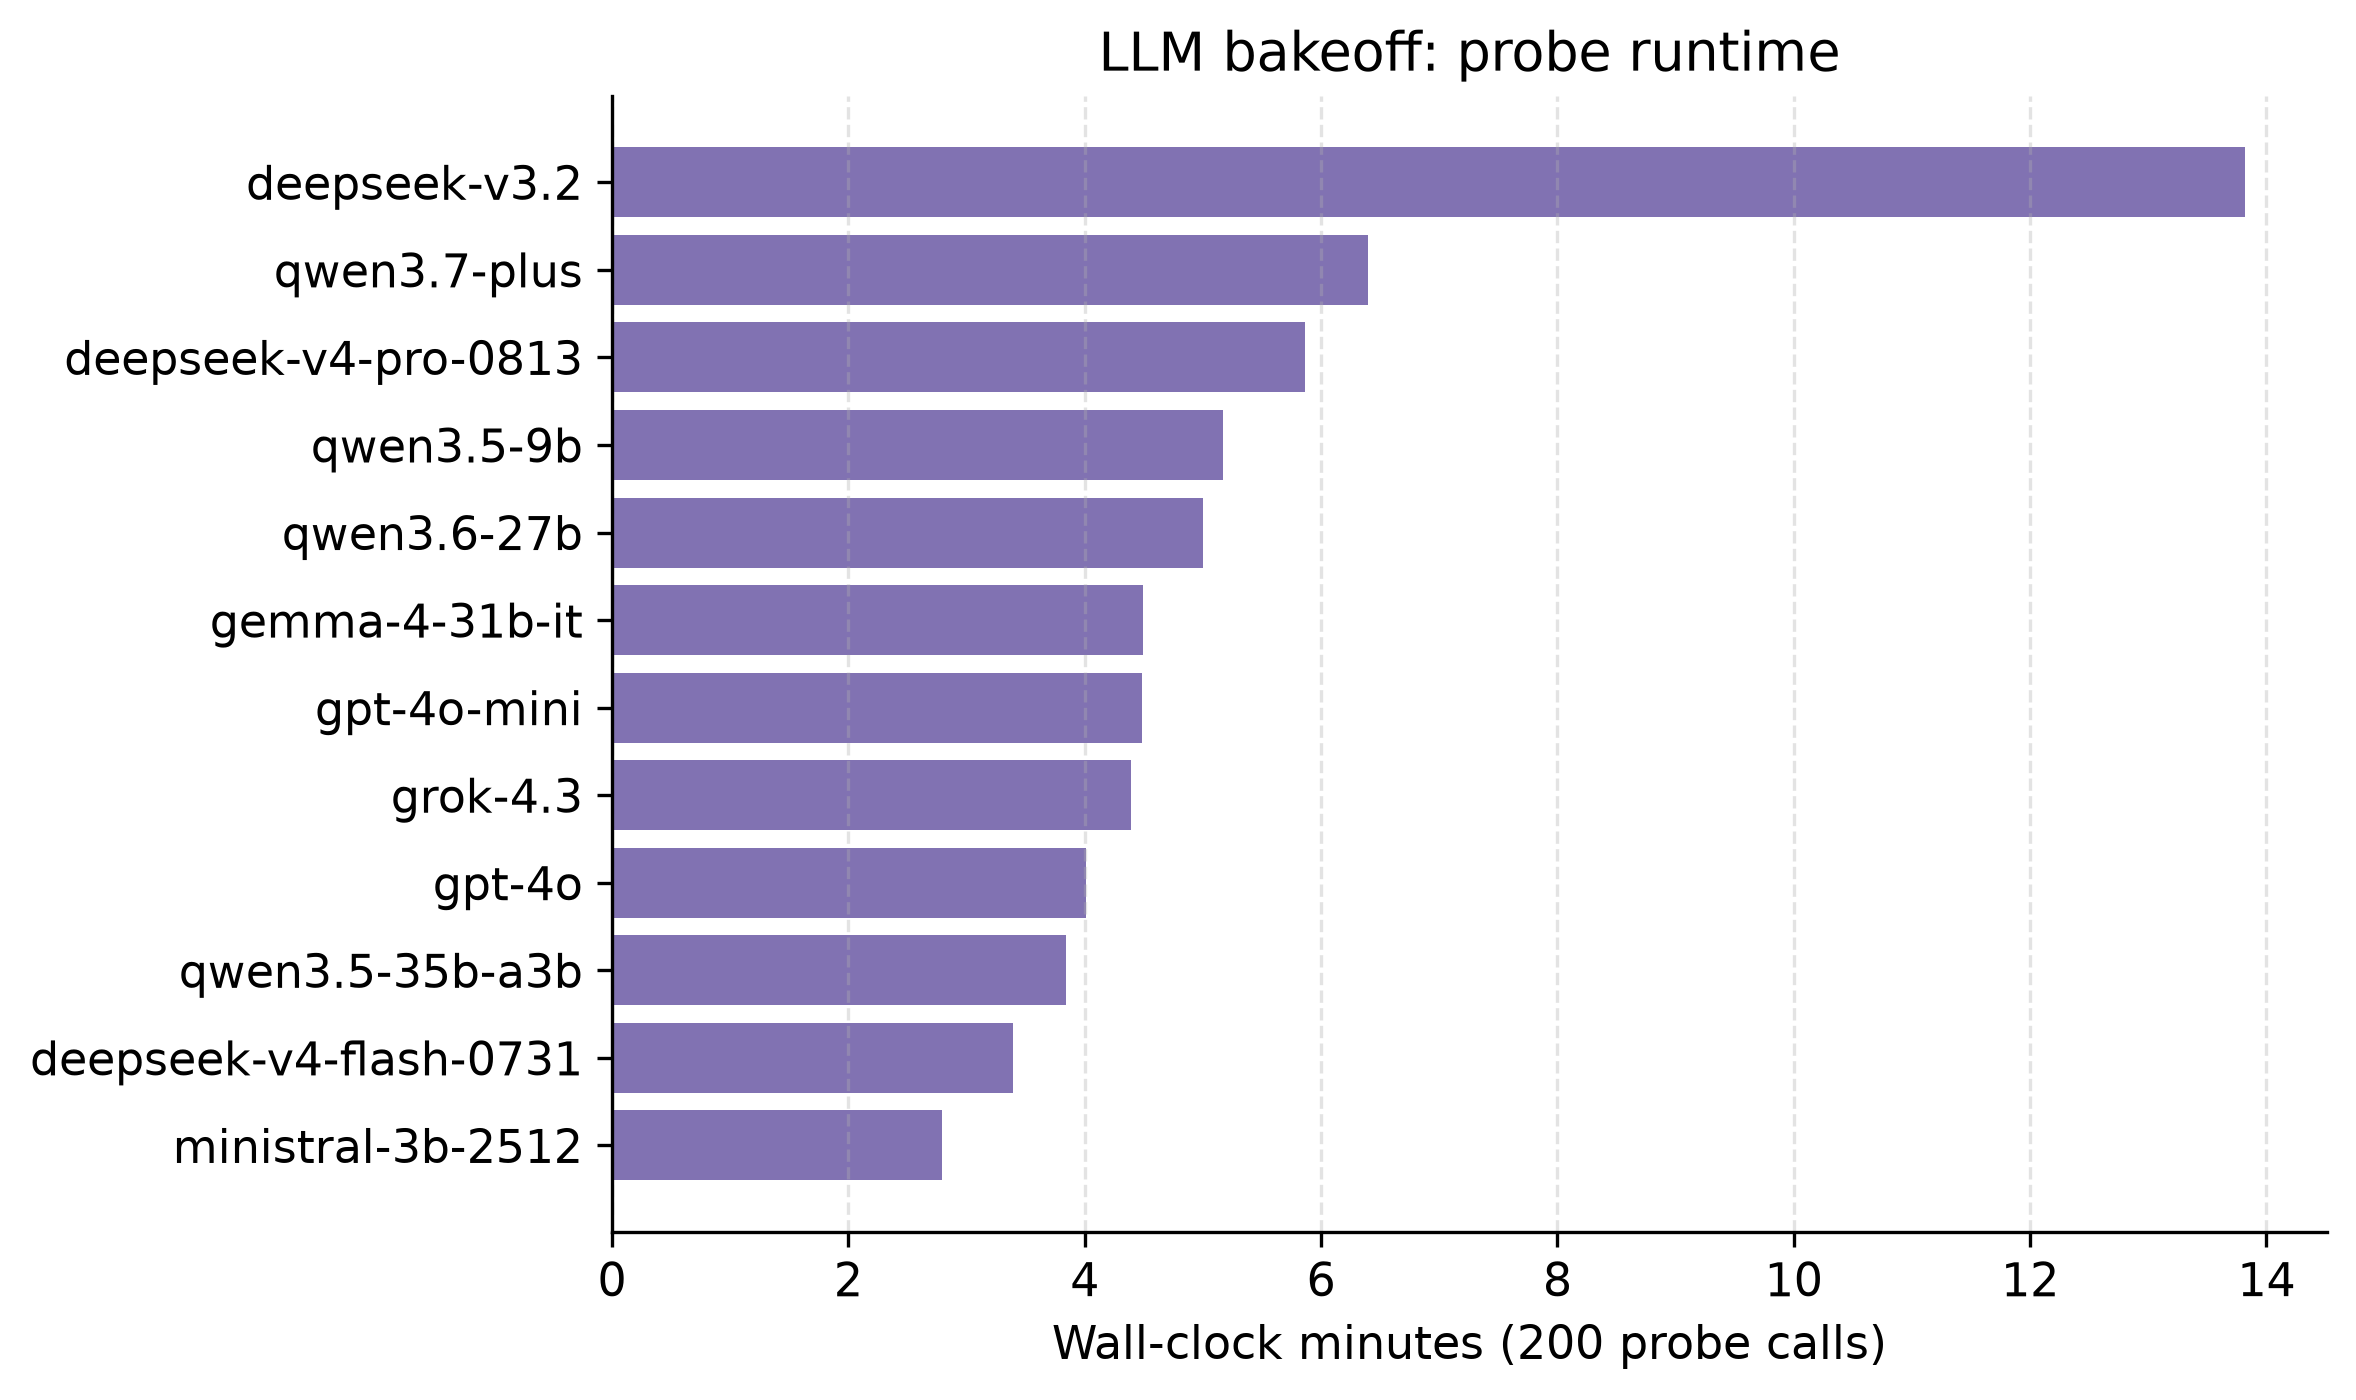 LLM bakeoff: probe runtime
deepseek-v3.2
qwen3.7-plus
deepseek-v4-pro-0813
qwen3.5-9b
qwen3.6-27b
gemma-4-31b-it
gpt-4o-mini
grok-4.3
gpt-4o
qwen3.5-35b-a3b
deepseek-v4-flash-0731
ministral-3b-2512
0 2 4 6 8 10 12 14
Wall-clock minutes (200 probe calls)